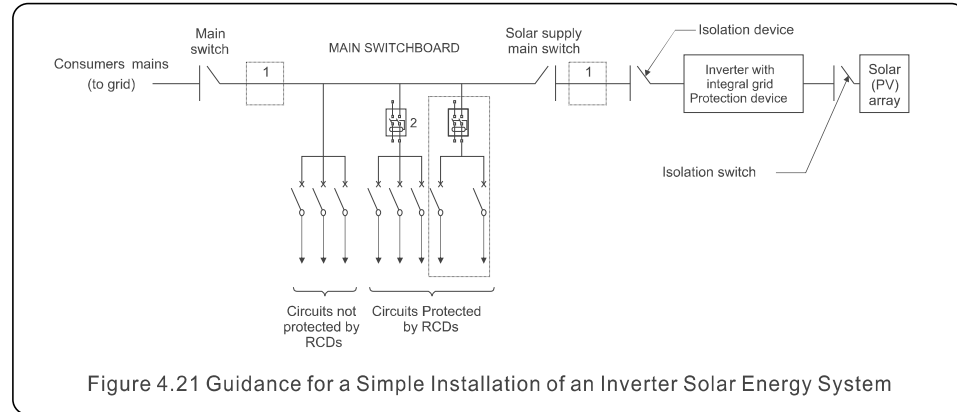 Main
switch
MAIN SWITCHBOARD
Solar supply
main switch
Isolation device
Consumers mains
(to grid)
1
1
Inverter with
integral grid
Protection device
Solar
(PV)
array
2
Isolation switch
Circuits not
protected by
RCDs
Circuits Protected
by RCDs
Figure 4.21 Guidance for a Simple Installation of an Inverter Solar Energy System